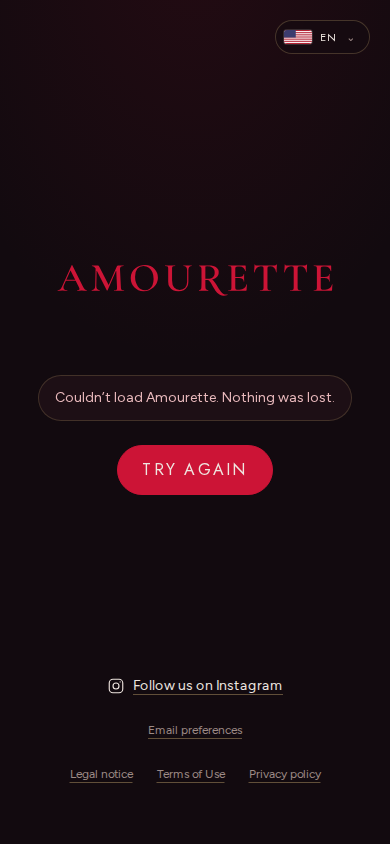 EN
AMOURETTE
Couldn’t load Amourette. Nothing was lost.
TRY AGAIN
Follow us on Instagram
Email preferences
Legal notice Terms of Use Privacy policy